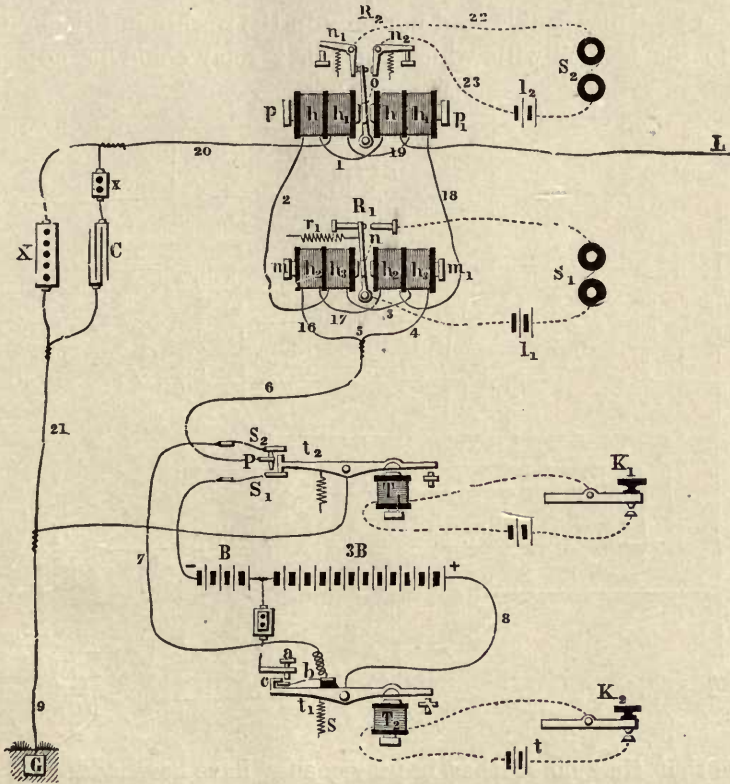 R₂
22
n₁
n₂
S₂
o
23
l₂
p
h
h₁
h
h₁
p₁
L
20
1
19
x
2
18
X
C
R₁
r₁
n
S₁
h₂
h₃
h₂
h₃
m₁
16
17
3
5
4
l₁
6
21
S₂
t₂
P
K₁
S₁
T₁
7
B
3B
-
+
8
a
c
b
t₁
S
T₂
K₂
t
9
G